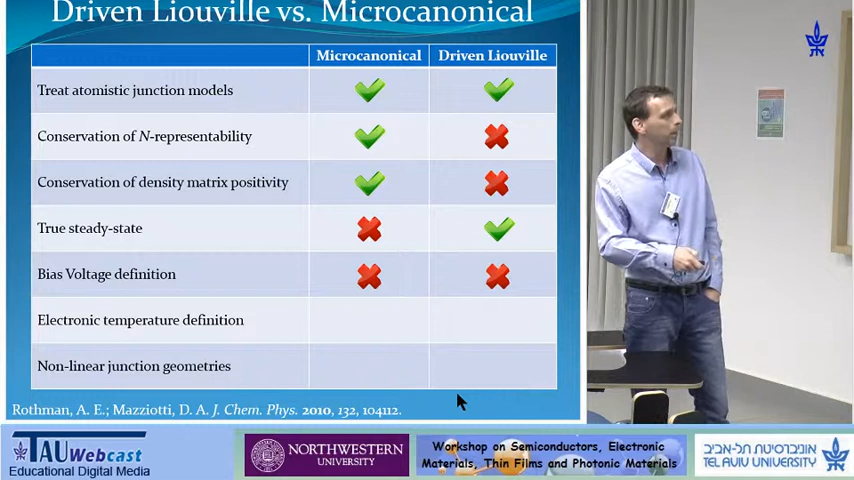 Driven Liouville vs. Microcanonical
Microcanonical Driven Liouville
Treat atomistic junction models
Conservation of N-representability
Conservation of density matrix positivity
True steady-state
Bias Voltage definition
Electronic temperature definition
Non-linear junction geometries
Rothman, A. E.; Mazziotti, D. A. J. Chem. Phys. 2010, 132, 104112.
TAUWebcast
Educational Digital Media
NORTHWESTERN
UNIVERSITY
Workshop on Semiconductors, Electronic
Materials, Thin Films and Photonic Materials
אוניברסיטת תל-אביב
TEL AVIV UNIVERSITY